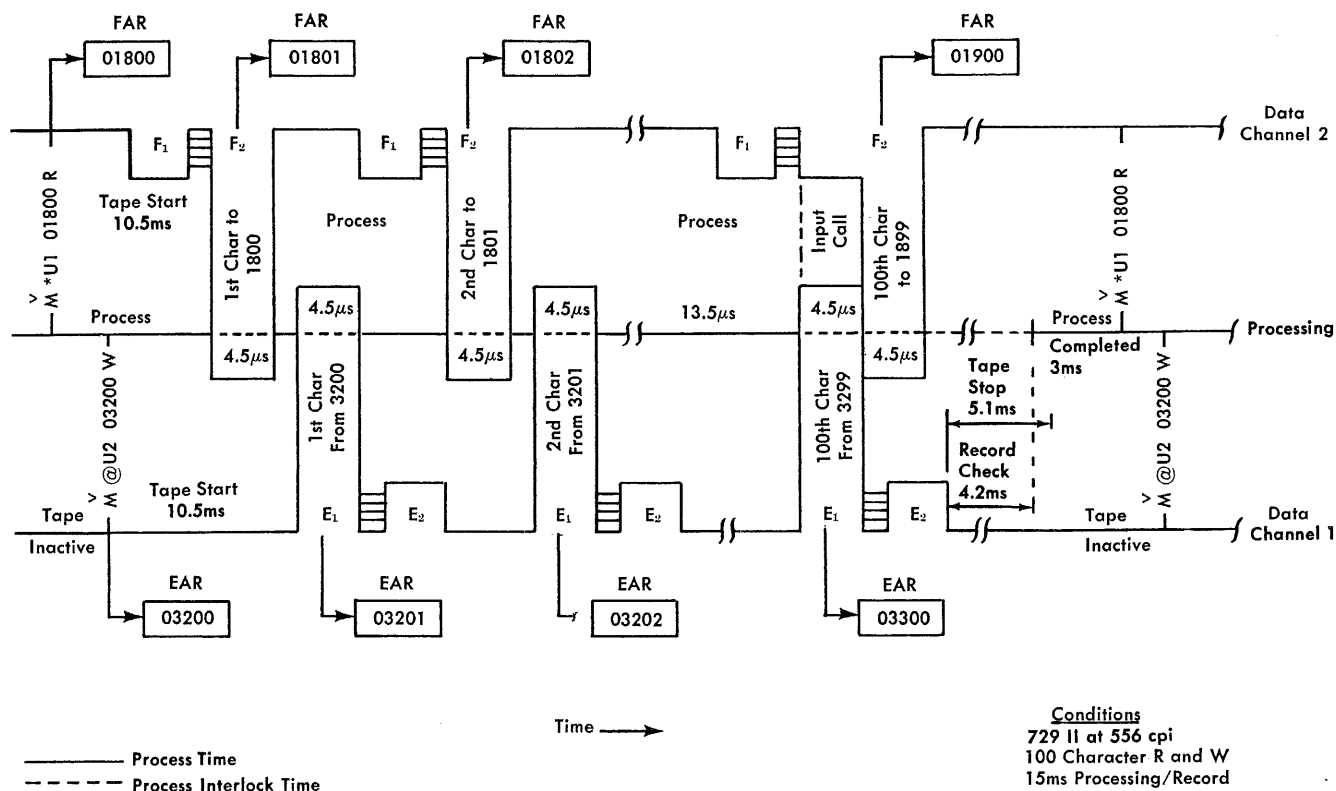 FAR
01800
FAR
01801
FAR
01802
FAR
01900
Data
Channel 2
F₁
F₂
F₁
F₂
F₁
F₂
M *U1 01800 R
Tape Start
10.5ms
1st Char to
1800
Process
2nd Char to
1801
Process
Input
Call
100th Char
to 1899
M *U1 01800 R
Process
4.5μs
4.5μs
4.5μs
4.5μs
13.5μs
4.5μs
4.5μs
Process
Completed
3ms
Processing
M @U2 03200 W
1st Char
From 3200
2nd Char
From 3201
100th Char
From 3299
Tape
Stop
5.1ms
Record
Check
4.2ms
M @U2 03200 W
Tape Start
10.5ms
Tape
Inactive
E₁
E₂
E₁
E₂
E₁
E₂
Tape
Inactive
Data
Channel 1
EAR
03200
EAR
03201
EAR
03202
EAR
03300
Time
Process Time
Process Interlock Time
Conditions
729 II at 556 cpi
100 Character R and W
15ms Processing/Record